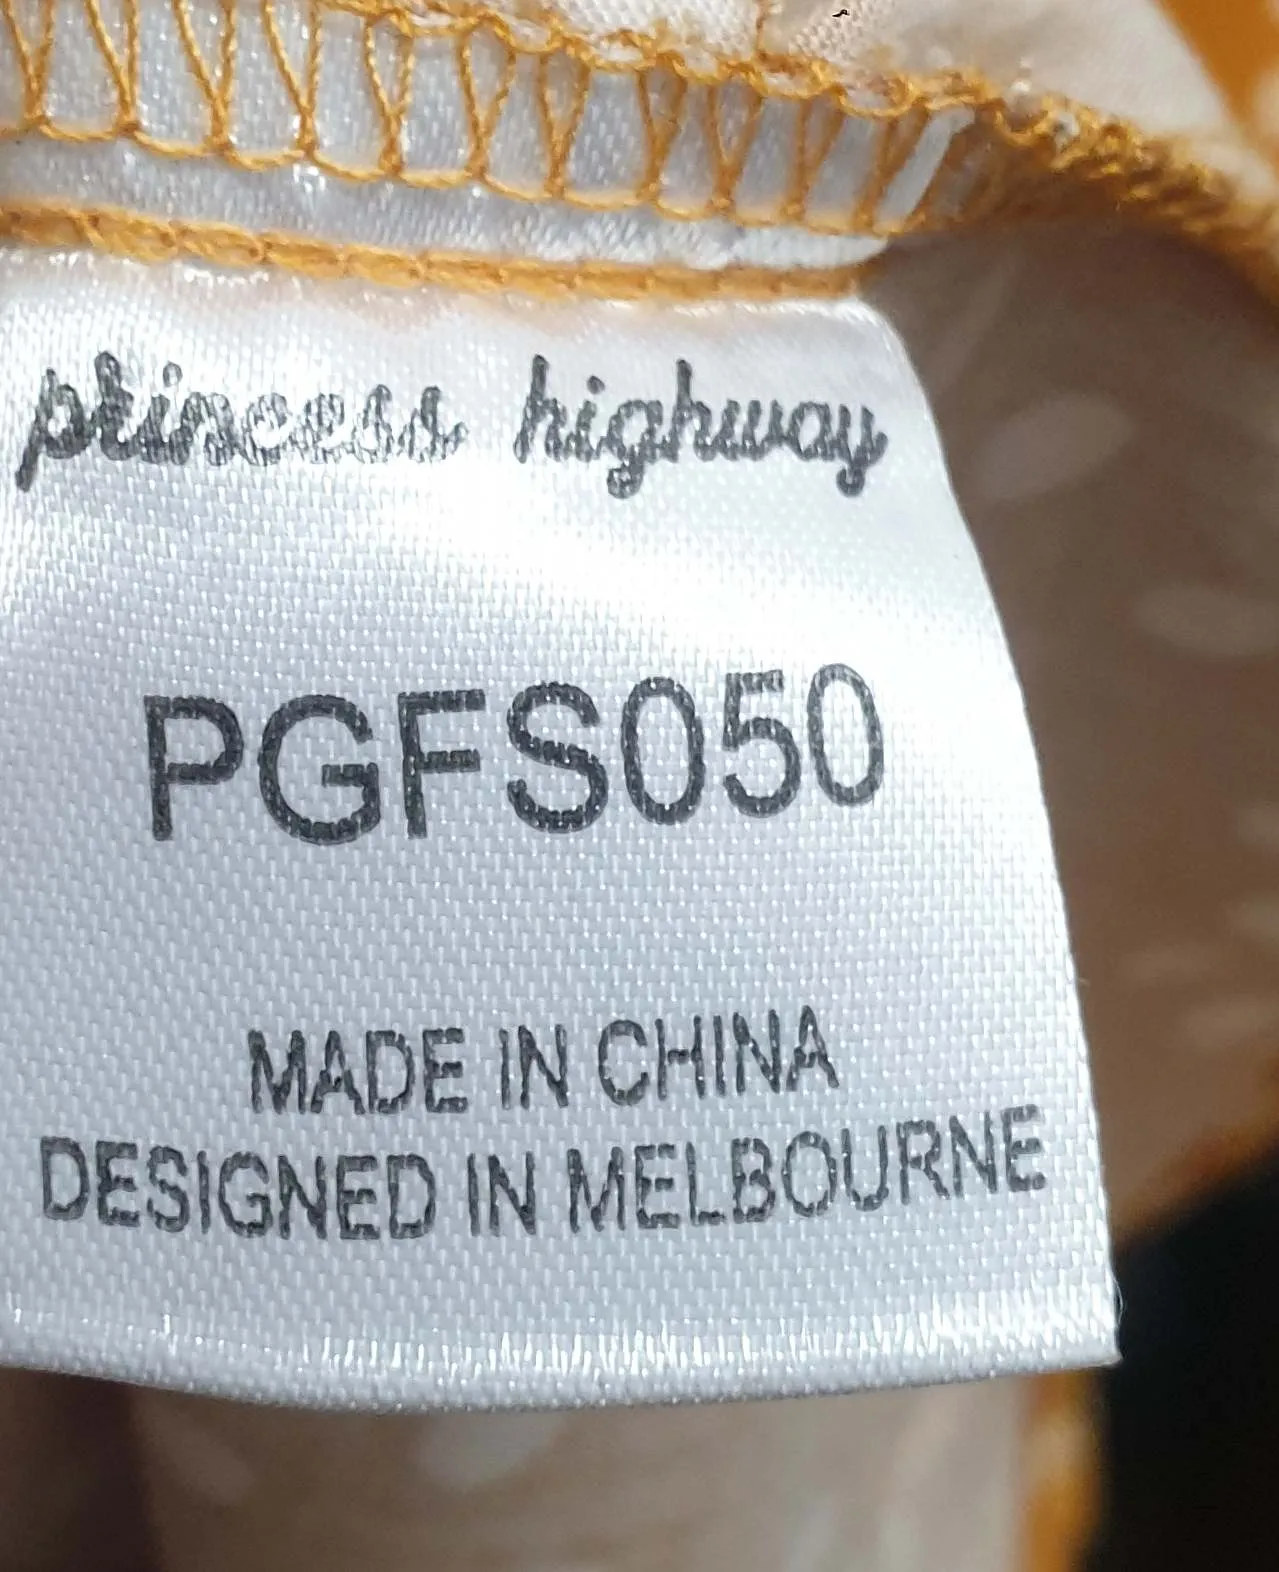 princess highway
PGFS050
MADE IN CHINA
DESIGNED IN MELBOURNE